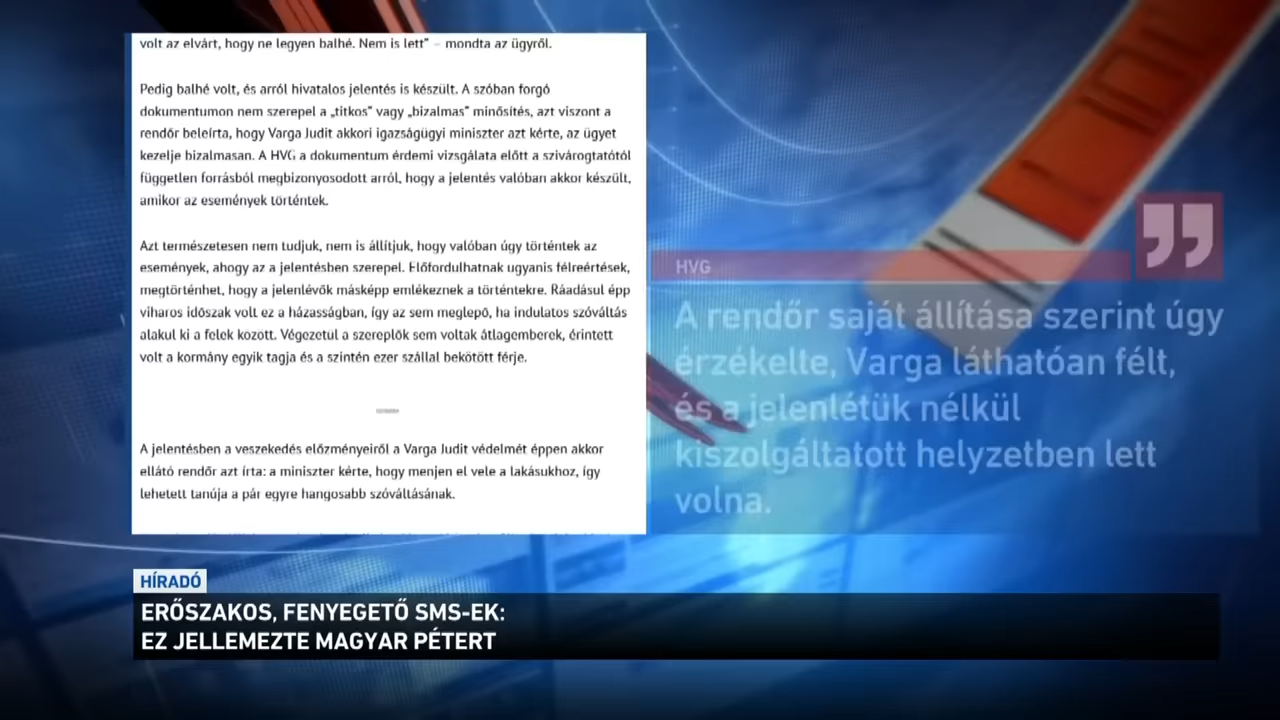 volt az elvárt, hogy ne legyen balhé. Nem is lett" – mondta az ügyről.
Pedig balhé volt, és arról hivatalos jelentés is készült. A szóban forgó
dokumentumon nem szerepel a „titkos" vagy „bizalmas" minősítés, azt viszont a
rendőr beleírta, hogy Varga Judit akkori igazságügyi miniszter azt kérte, az ügyet
kezelje bizalmasan. A HVG a dokumentum érdemi vizsgálata előtt a szivárogtatótól
független forrásból megbizonyosodott arról, hogy a jelentés valóban akkor készült,
amikor az események történtek.
Azt természetesen nem tudjuk, nem is állítjuk, hogy valóban úgy történtek az
események, ahogy az a jelentésben szerepel. Előfordulhatnak ugyanis félreértések,
megtörténhet, hogy a jelenlévők másképp emlékeznek a történtekre. Ráadásul épp
viharos időszak volt ez a házasságban, így az sem meglepő, ha indulatos szóváltás
alakul ki a felek között. Végezetül a szereplők sem voltak átlagemberek, érintett
volt a kormány egyik tagja és a szintén ezer szállal bekötött férje.
A jelentésben a veszekedés előzményeiről a Varga Judit védelmét éppen akkor
ellátó rendőr azt írta: a miniszter kérte, hogy menjen el vele a lakásukhoz, így
lehetett tanúja a pár egyre hangosabb szóváltásának.
HVG
A rendőr saját állítása szerint úgy
érzékelte, Varga láthatóan félt,
és a jelenlétük nélkül
kiszolgáltatott helyzetben lett
volna.
HÍRADÓ
ERŐSZAKOS, FENYEGETŐ SMS-EK:
EZ JELLEMEZTE MAGYAR PÉTERT